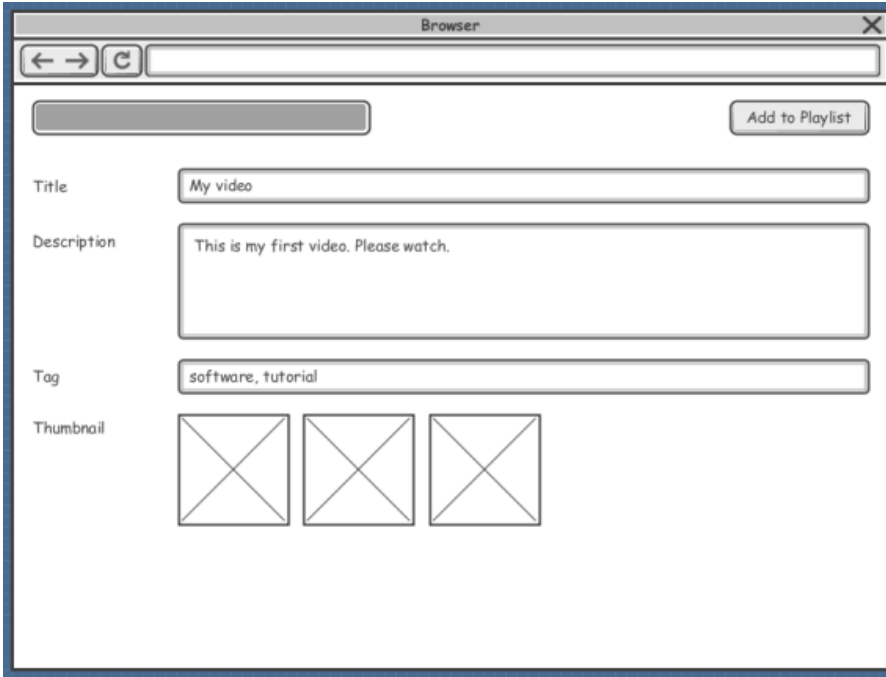 Browser
Add to Playlist
Title
My video
Description
This is my first video. Please watch.
Tag
software, tutorial
Thumbnail